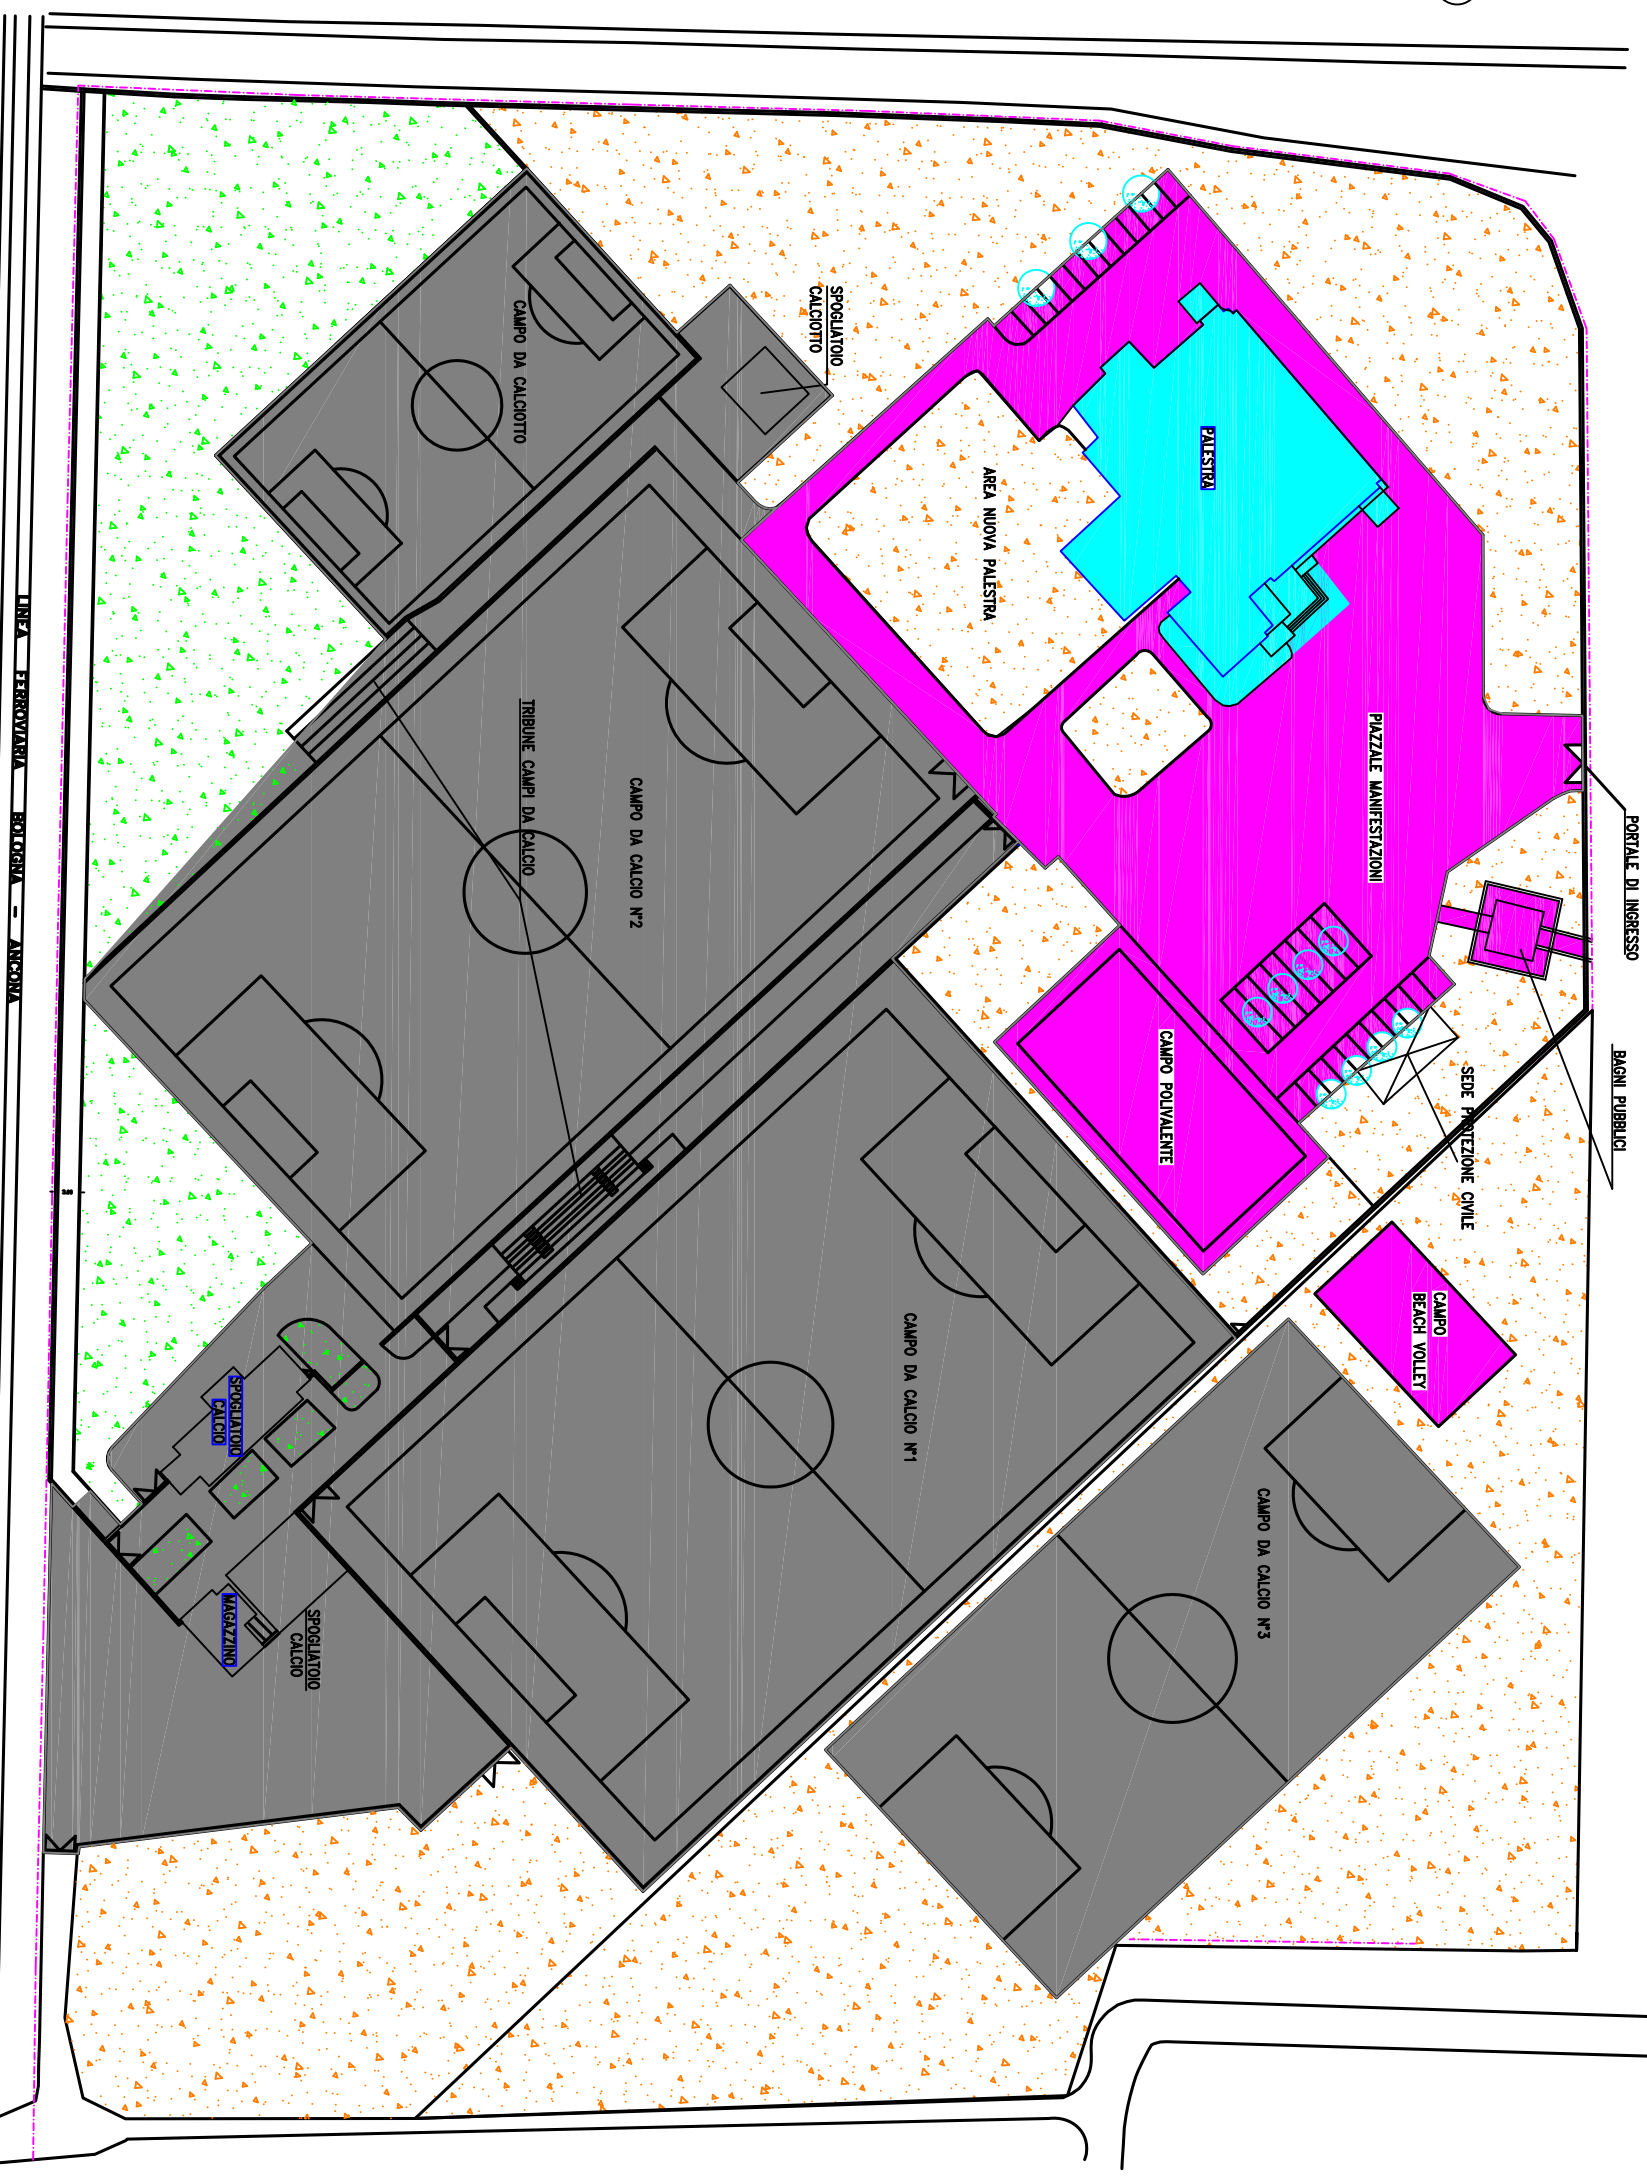 LINEA FERROVIARIA BOLOGNA - ANCONA
CAMPO DA CALCIOTTO
SPOGLIATOIO
CALCIOTTO
AREA NUOVA PALESTRA
PALESTRA
PIAZZALE MANIFESTAZIONI
PORTALE DI INGRESSO
BAGNI PUBBLICI
SEDE PROTEZIONE CIVILE
TRIBUNE CAMPI DA CALCIO
CAMPO DA CALCIO N°2
CAMPO POLIVALENTE
CAMPO
BEACH VOLLEY
CAMPO DA CALCIO N°1
CAMPO DA CALCIO N°3
SPOGLIATOIO
CALCIO
MAGAZZINO
SPOGLIATOIO
CALCIO